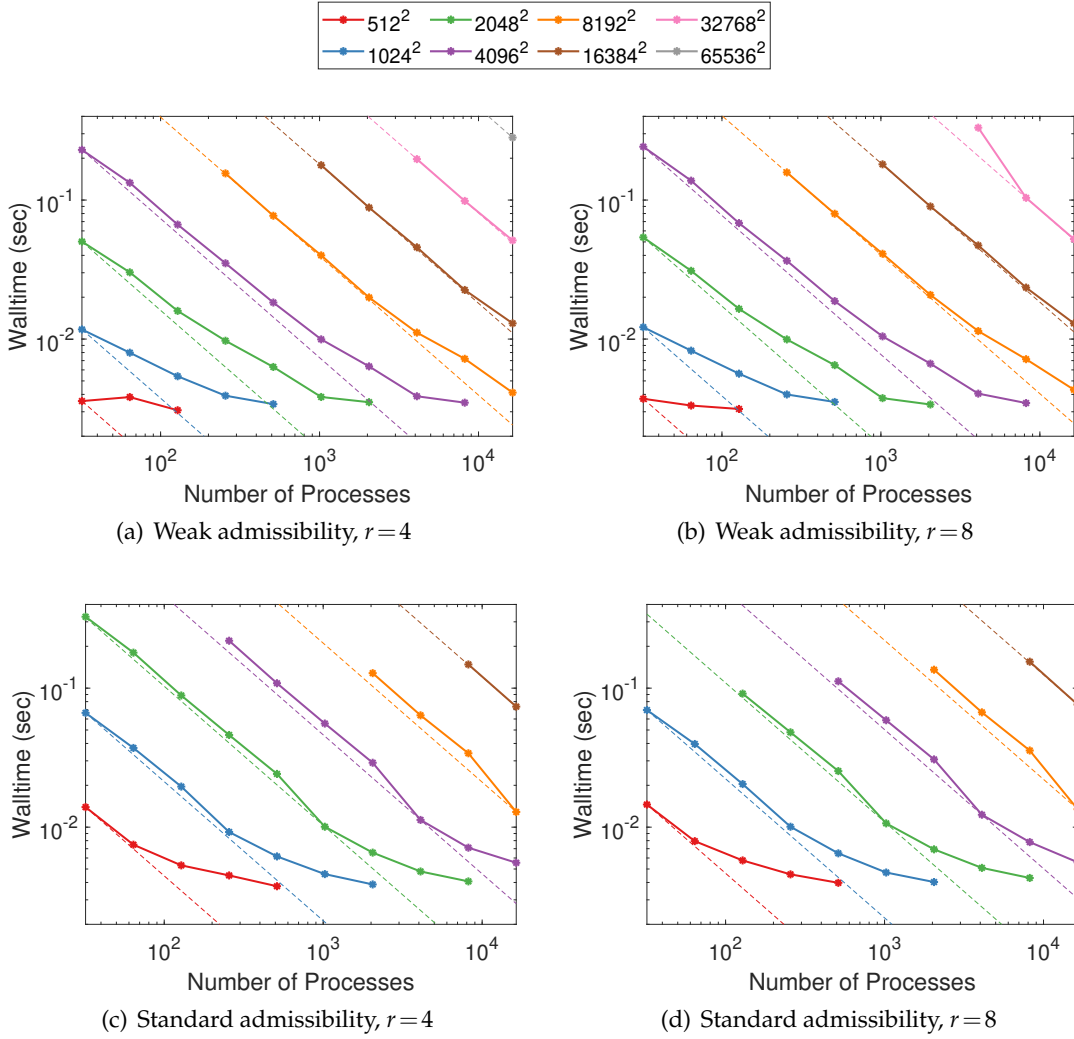 512² 2048² 8192² 32768²
1024² 4096² 16384² 65536²
10⁻¹
10⁻²
Walltime (sec)
10² 10³ 10⁴
Number of Processes
(a) Weak admissibility, r=4
10⁻¹
10⁻²
Walltime (sec)
10² 10³ 10⁴
Number of Processes
(b) Weak admissibility, r=8
10⁻¹
10⁻²
Walltime (sec)
10² 10³ 10⁴
Number of Processes
(c) Standard admissibility, r=4
10⁻¹
10⁻²
Walltime (sec)
10² 10³ 10⁴
Number of Processes
(d) Standard admissibility, r=8